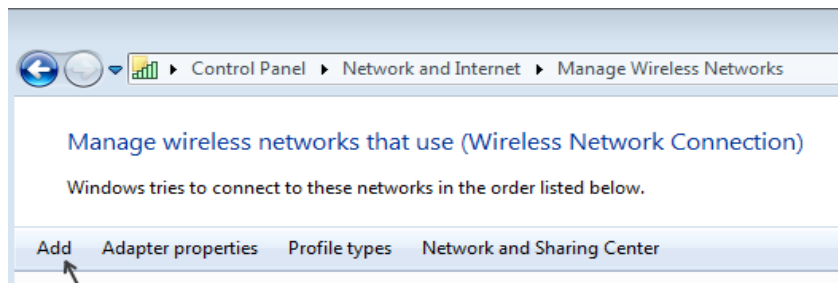 Control Panel Network and Internet Manage Wireless Networks
Manage wireless networks that use (Wireless Network Connection)
Windows tries to connect to these networks in the order listed below.
Add Adapter properties Profile types Network and Sharing Center